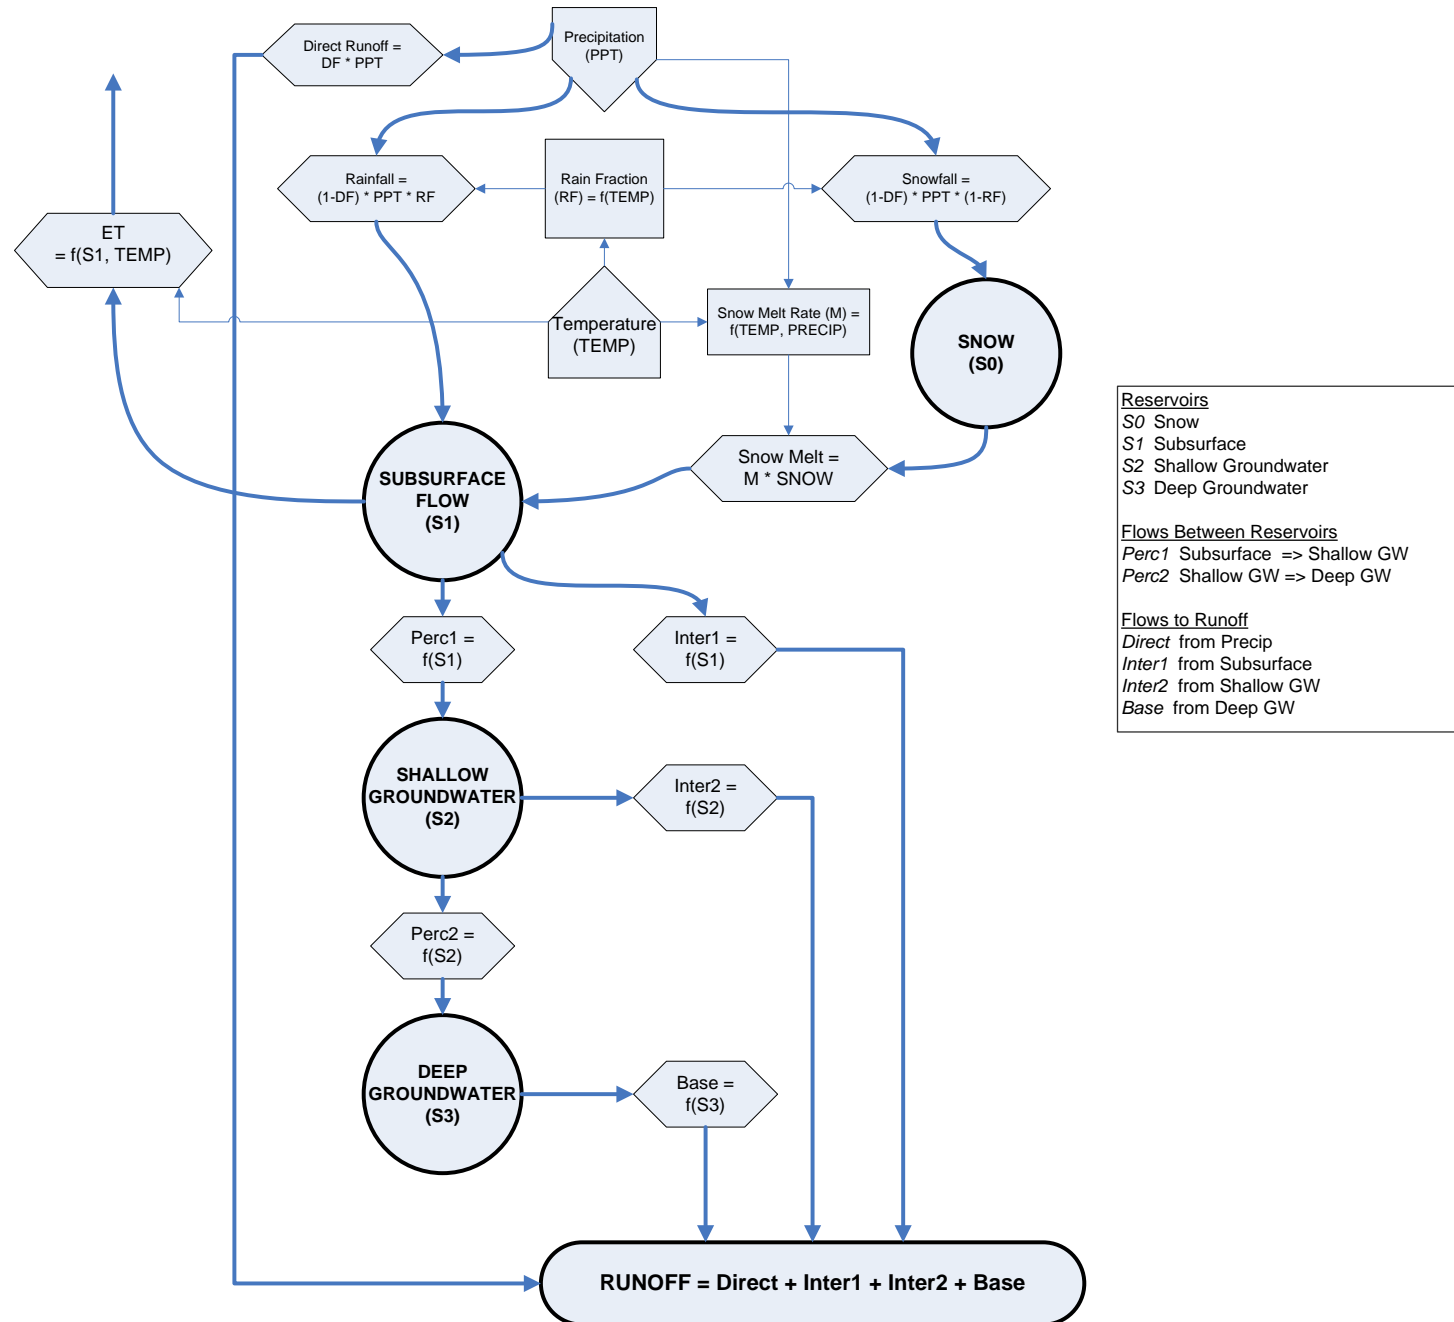 Direct Runoff =
DF * PPT
Precipitation
(PPT)
Rainfall =
(1-DF) * PPT * RF
Rain Fraction
(RF) = f(TEMP)
Snowfall =
(1-DF) * PPT * (1-RF)
ET
= f(S1, TEMP)
Temperature
(TEMP)
Snow Melt Rate (M) =
f(TEMP, PRECIP)
SNOW
(S0)
SUBSURFACE
FLOW
(S1)
Snow Melt =
M * SNOW
Perc1 =
f(S1)
Inter1 =
f(S1)
SHALLOW
GROUNDWATER
(S2)
Inter2 =
f(S2)
Perc2 =
f(S2)
DEEP
GROUNDWATER
(S3)
Base =
f(S3)
RUNOFF = Direct + Inter1 + Inter2 + Base
Reservoirs
S0 Snow
S1 Subsurface
S2 Shallow Groundwater
S3 Deep Groundwater
Flows Between Reservoirs
Perc1 Subsurface => Shallow GW
Perc2 Shallow GW => Deep GW
Flows to Runoff
Direct from Precip
Inter1 from Subsurface
Inter2 from Shallow GW
Base from Deep GW